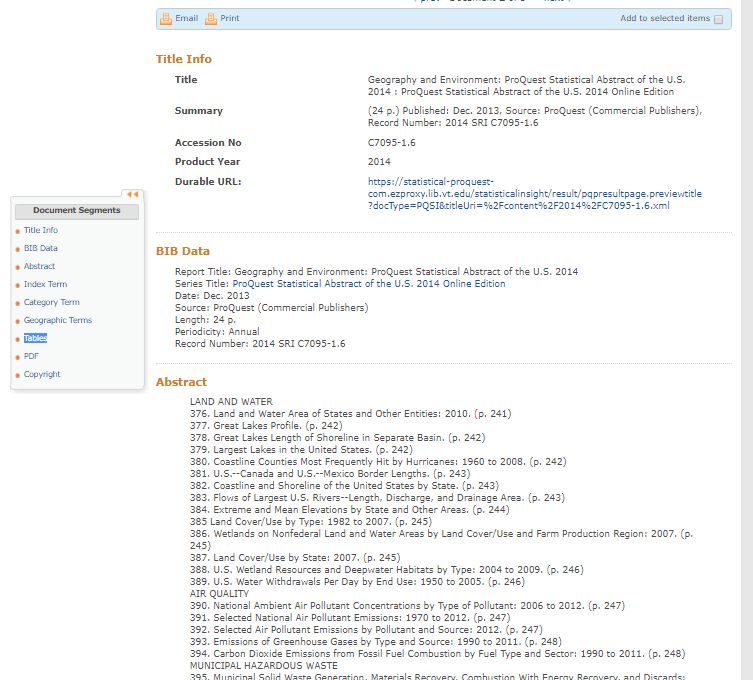 Email Print Add to selected items
Title Info
Title Geography and Environment: ProQuest Statistical Abstract of the U.S.
2014 : ProQuest Statistical Abstract of the U.S. 2014 Online Edition
Summary (24 p.) Published: Dec. 2013, Source: ProQuest (Commercial Publishers),
Record Number: 2014 SRI C7095-1.6
Accession No C7095-1.6
Product Year 2014
Durable URL: https://statistical-proquest-
com.ezproxy.lib.vt.edu/statisticalinsight/result/pqpresultpage.previewtitle
?docType=PQSI&titleUri=%2Fcontent%2F2014%2FC7095-1.6.xml
Document Segments
Title Info
BIB Data
Abstract
Index Term
Category Term
Geographic Terms
Tables
PDF
Copyright
BIB Data
Report Title: Geography and Environment: ProQuest Statistical Abstract of the U.S. 2014
Series Title: ProQuest Statistical Abstract of the U.S. 2014 Online Edition
Date: Dec. 2013
Source: ProQuest (Commercial Publishers)
Length: 24 p.
Periodicity: Annual
Record Number: 2014 SRI C7095-1.6
Abstract
LAND AND WATER
376. Land and Water Area of States and Other Entities: 2010. (p. 241)
377. Great Lakes Profile. (p. 242)
378. Great Lakes Length of Shoreline in Separate Basin. (p. 242)
379. Largest Lakes in the United States. (p. 242)
380. Coastline Counties Most Frequently Hit by Hurricanes: 1960 to 2008. (p. 242)
381. U.S.--Canada and U.S.--Mexico Border Lengths. (p. 243)
382. Coastline and Shoreline of the United States by State. (p. 243)
383. Flows of Largest U.S. Rivers--Length, Discharge, and Drainage Area. (p. 243)
384. Extreme and Mean Elevations by State and Other Areas. (p. 244)
385 Land Cover/Use by Type: 1982 to 2007. (p. 245)
386. Wetlands on Nonfederal Land and Water Areas by Land Cover/Use and Farm Production Region: 2007. (p.
245)
387. Land Cover/Use by State: 2007. (p. 245)
388. U.S. Wetland Resources and Deepwater Habitats by Type: 2004 to 2009. (p. 246)
389. U.S. Water Withdrawals Per Day by End Use: 1950 to 2005. (p. 246)
AIR QUALITY
390. National Ambient Air Pollutant Concentrations by Type of Pollutant: 2006 to 2012. (p. 247)
391. Selected National Air Pollutant Emissions: 1970 to 2012. (p. 247)
392. Selected Air Pollutant Emissions by Pollutant and Source: 2012. (p. 247)
393. Emissions of Greenhouse Gases by Type and Source: 1990 to 2011. (p. 248)
394. Carbon Dioxide Emissions from Fossil Fuel Combustion by Fuel Type and Sector: 1990 to 2011. (p. 248)
MUNICIPAL HAZARDOUS WASTE
395. Municipal Solid Waste Generation, Materials Recovery, Combustion With Energy Recovery, and Discards: